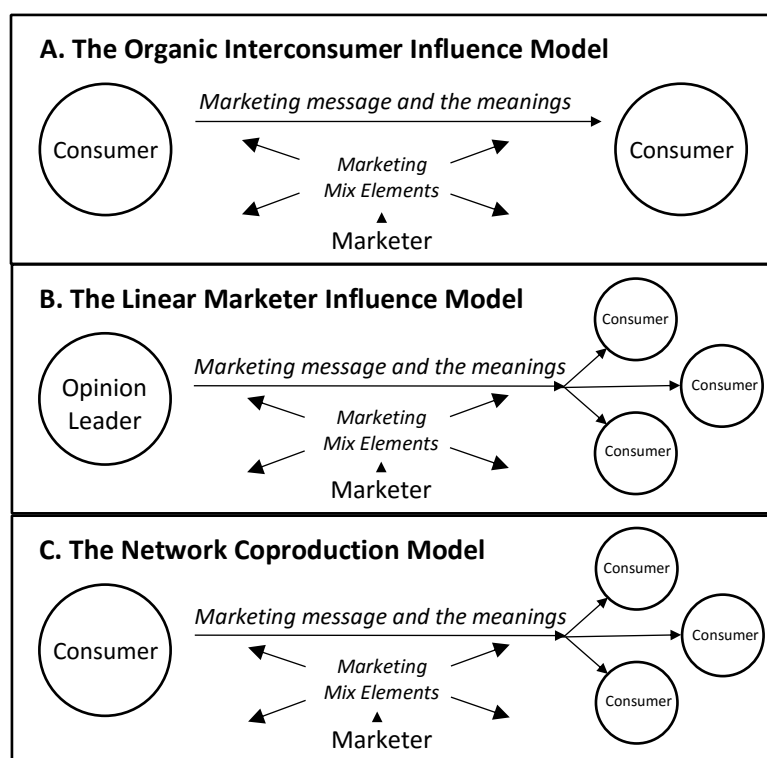 A. The Organic Interconsumer Influence Model
Marketing message and the meanings
Consumer
Consumer
Marketing
Mix Elements
Marketer
B. The Linear Marketer Influence Model
Consumer
Marketing message and the meanings
Opinion
Leader
Consumer
Marketing
Mix Elements
Consumer
Marketer
C. The Network Coproduction Model
Consumer
Marketing message and the meanings
Consumer
Consumer
Marketing
Mix Elements
Consumer
Marketer